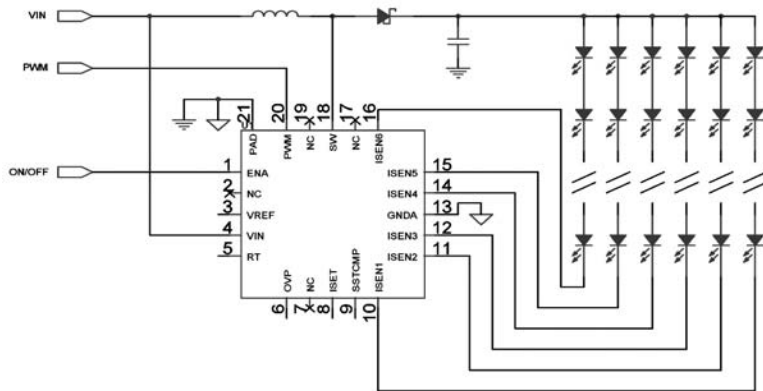 VIN
PWM
ON/OFF
21
20
19
18
17
16
PAD
PWM
NC
SW
NC
ISEN6
1
ENA
ISEN5
15
2
NC
ISEN4
14
3
VREF
GNDA
13
4
VIN
ISEN3
12
5
RT
ISEN2
11
OVP
NC
ISET
SSTCMP
ISEN1
6
7
8
9
10